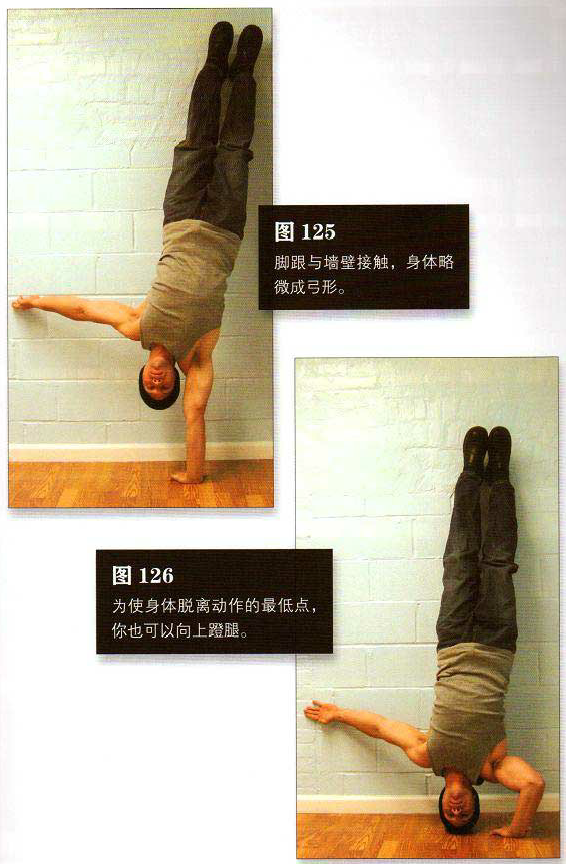 图 125
脚跟与墙壁接触，身体略
微成弓形。
图 126
为使身体脱离动作的最低点，
你也可以向上蹬腿。